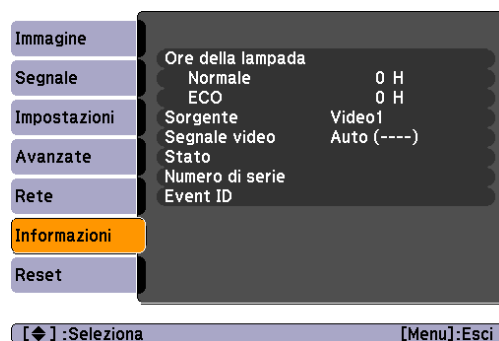 Immagine
Segnale
Impostazioni
Avanzate
Rete
Informazioni
Reset
Ore della lampada
Normale 0 H
ECO 0 H
Sorgente Video1
Segnale video Auto (----)
Stato
Numero di serie
Event ID
[◆] :Seleziona [Menu]:Esci